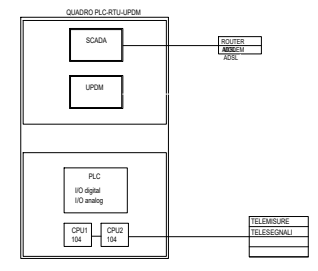 QUADRO PLC-RTU-UPDM
SCADA
ROUTER
ADSL
UPDM
PLC
I/O digital
I/O analog
CPU1
104
CPU2
104
TELEMISURE
TELESEGNALI